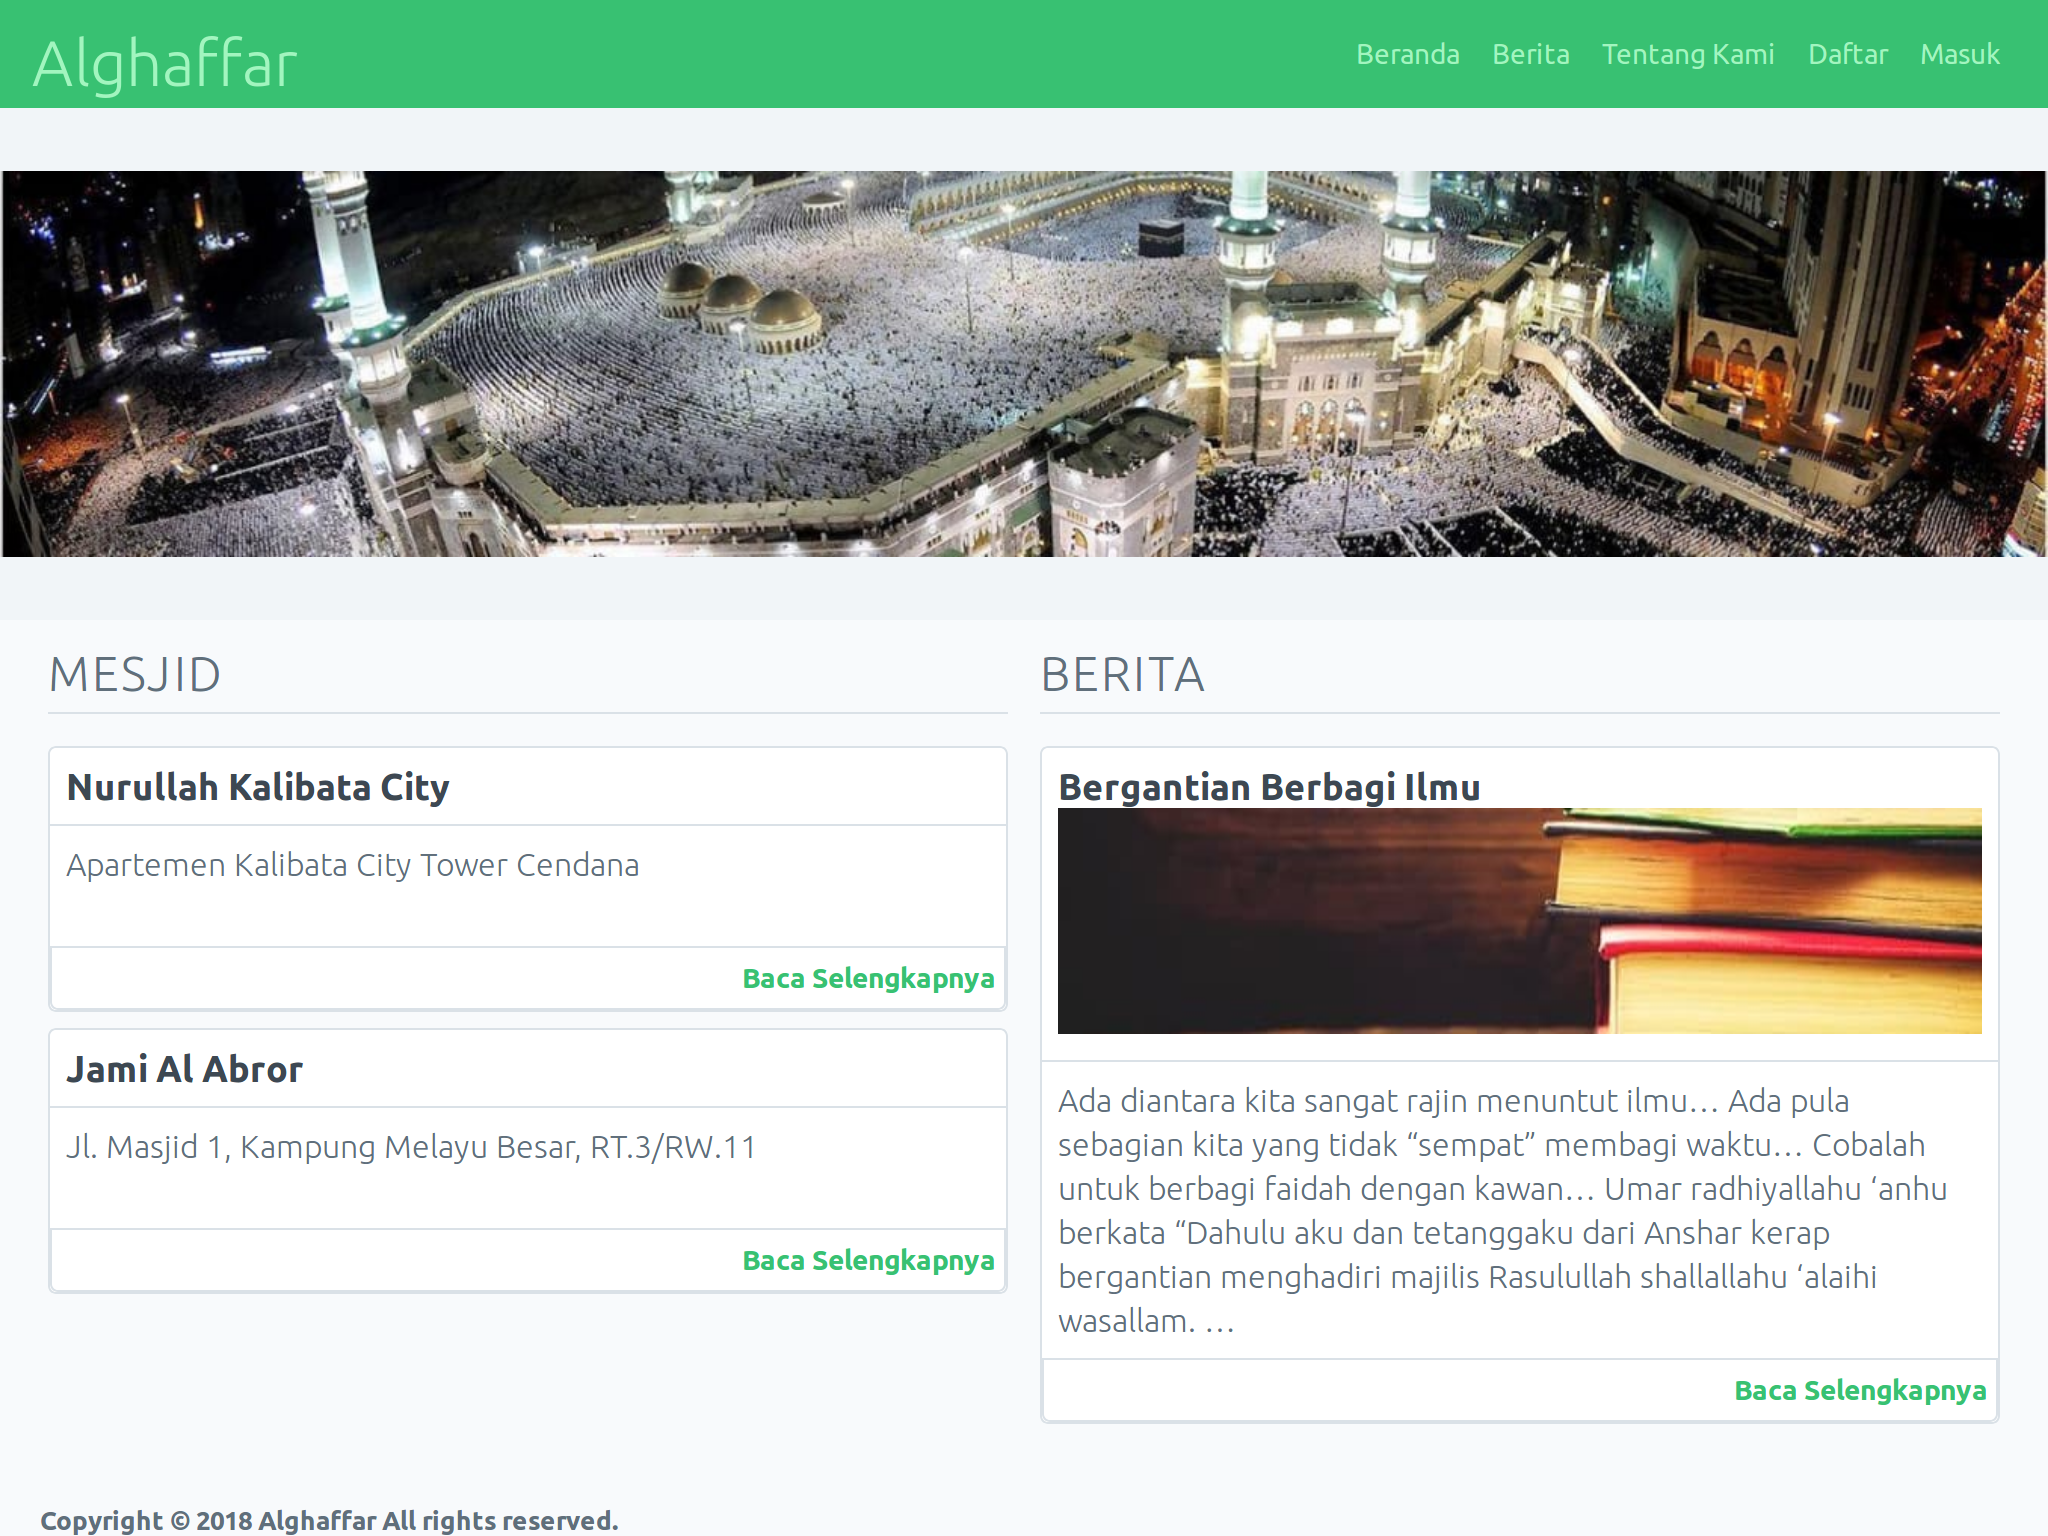 Alghaffar
Beranda Berita Tentang Kami Daftar Masuk
MESJID
Nurullah Kalibata City
Apartemen Kalibata City Tower Cendana
Baca Selengkapnya
Jami Al Abror
Jl. Masjid 1, Kampung Melayu Besar, RT.3/RW.11
Baca Selengkapnya
BERITA
Bergantian Berbagi Ilmu
Ada diantara kita sangat rajin menuntut ilmu… Ada pula
sebagian kita yang tidak “sempat” membagi waktu… Cobalah
untuk berbagi faidah dengan kawan… Umar radhiyallahu ‘anhu
berkata “Dahulu aku dan tetanggaku dari Anshar kerap
bergantian menghadiri majilis Rasulullah shallallahu ‘alaihi
wasallam. …
Baca Selengkapnya
Copyright © 2018 Alghaffar All rights reserved.